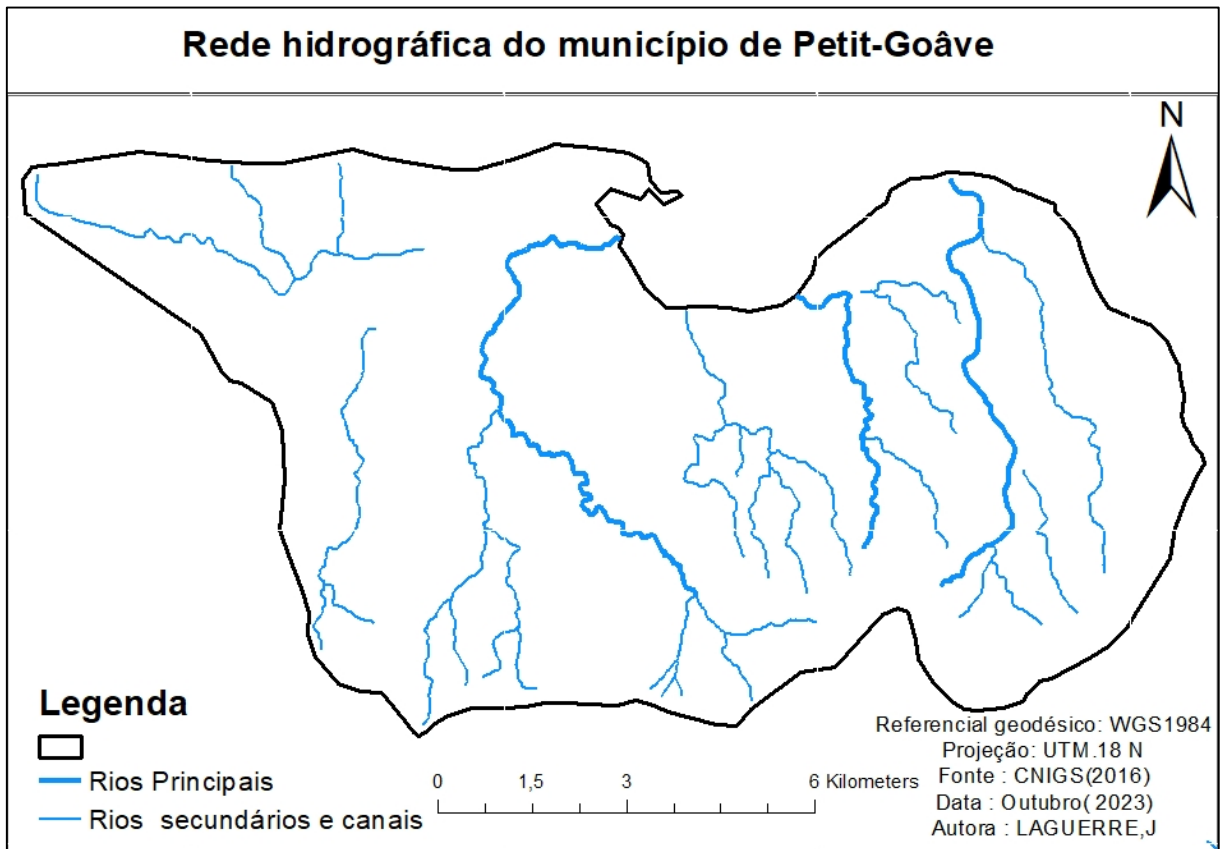 Rede hidrográfica do município de Petit-Goâve
N
Legenda
Rios Principais
Rios secundários e canais
0 1,5 3 6 Kilometers
Referencial geodésico: WGS1984
Projeção: UTM.18 N
Fonte : CNIGS(2016)
Data : Outubro( 2023)
Autora : LAGUERRE,J